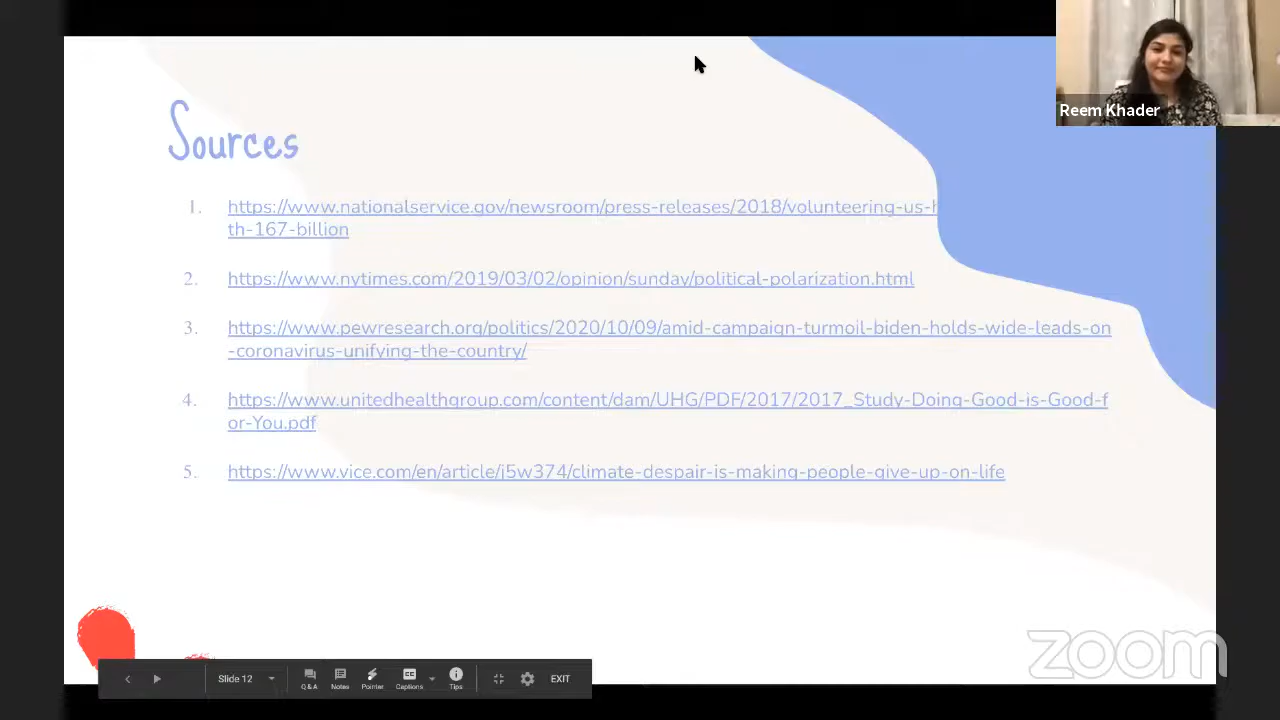 Reem Khader
Sources
1. https://www.nationalservice.gov/newsroom/press-releases/2018/volunteering-us-h
th-167-billion
2. https://www.nytimes.com/2019/03/02/opinion/sunday/political-polarization.html
3. https://www.pewresearch.org/politics/2020/10/09/amid-campaign-turmoil-biden-holds-wide-leads-on
-coronavirus-unifying-the-country/
4. https://www.unitedhealthgroup.com/content/dam/UHG/PDF/2017/2017_Study-Doing-Good-is-Good-f
or-You.pdf
5. https://www.vice.com/en/article/j5w374/climate-despair-is-making-people-give-up-on-life
zoom
Slide 12 Q&A Notes Pointer CC Captions Tips EXIT